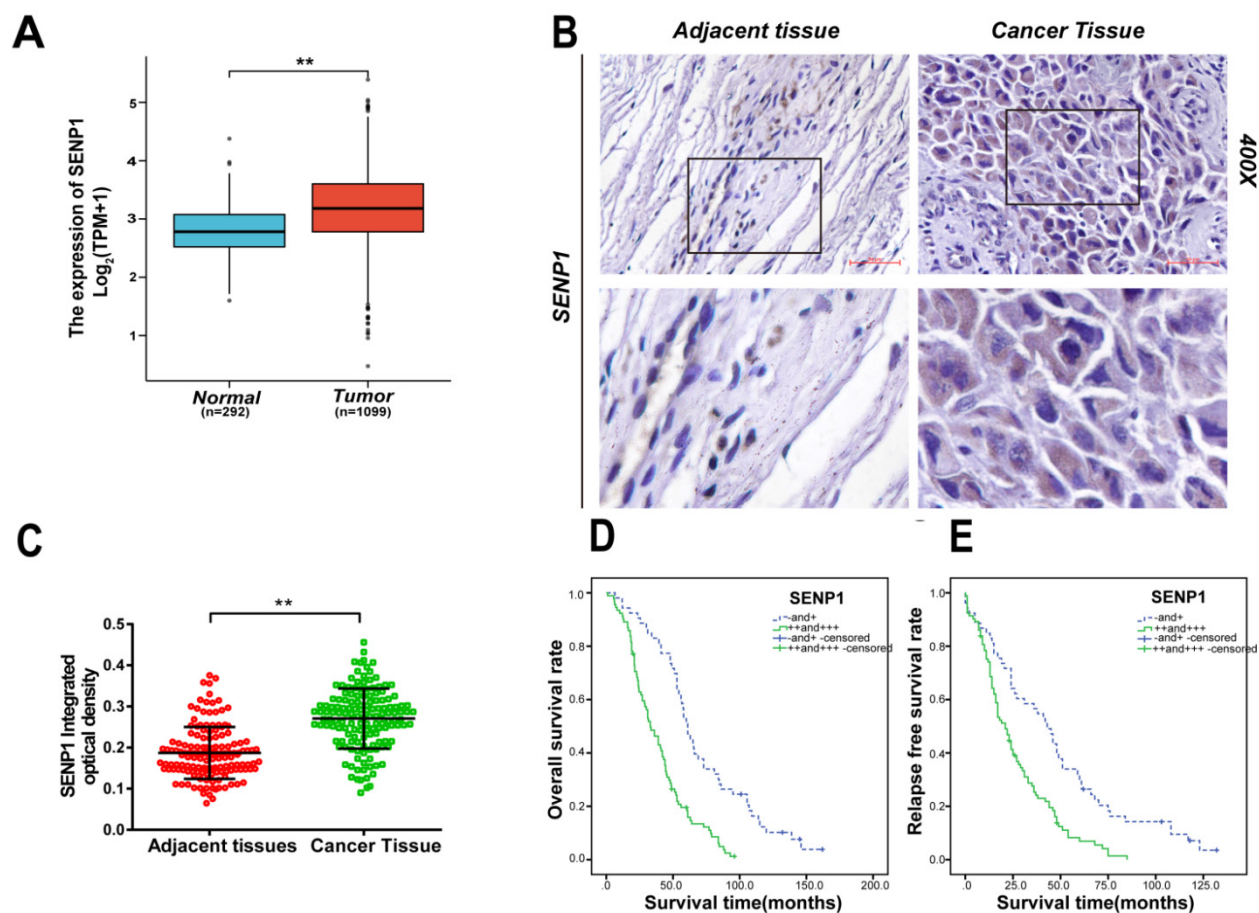 A
**
The expression of SENP1
Log2(TPM+1)
5
4
3
2
1
Normal
(n=292)
Tumor
(n=1099)
B
Adjacent tissue
Cancer Tissue
SENP1
400X
C
**
SENP1 Integrated
optical density
0.5
0.4
0.3
0.2
0.1
0.0
Adjacent tissues
Cancer Tissue
D
Overall survival rate
1.0
0.8
0.6
0.4
0.2
0.0
SENP1
-and+
++and+++
-and+ -censored
++and+++ -censored
.0
50.0
100.0
150.0
200.0
Survival time(months)
E
Relapse free survival rate
1.0
0.8
0.6
0.4
0.2
0.0
SENP1
-and+
++and+++
-and+ -censored
++and+++ -censored
.0
25.0
50.0
75.0
100.0
125.0
Survival time(months)